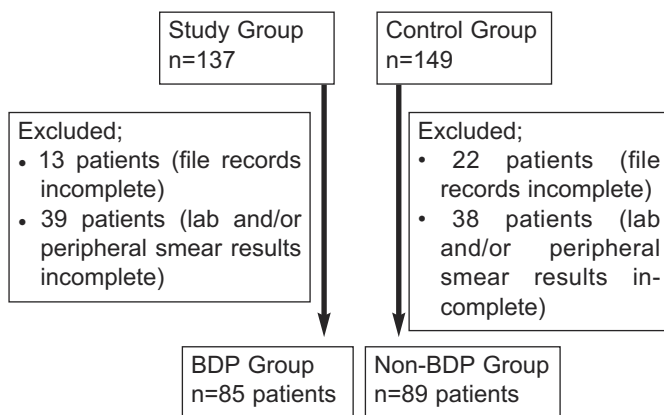 Study Group
n=137
Control Group
n=149
Excluded;
• 13 patients (file records
incomplete)
• 39 patients (lab and/or
peripheral smear results
incomplete)
Excluded;
• 22 patients (file
records incomplete)
• 38 patients (lab
and/or peripheral
smear results in-
complete)
BDP Group
n=85 patients
Non-BDP Group
n=89 patients